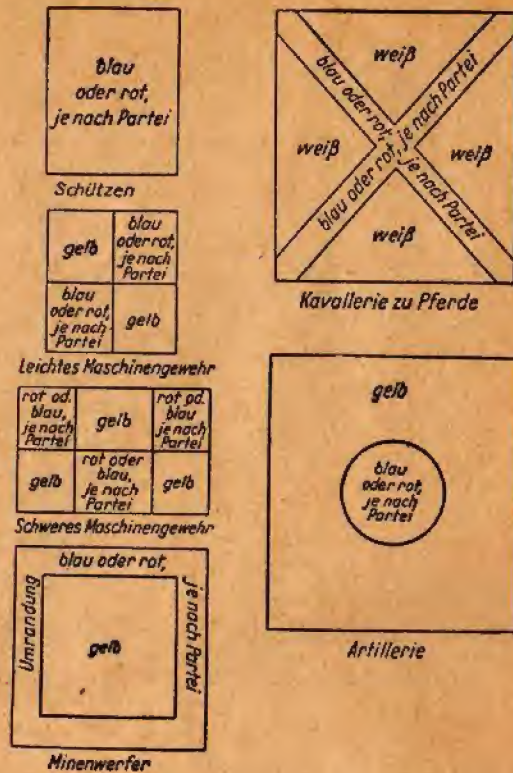 blau
oder rot,
je nach Partei
Schützen
gelb
blau
oder rot,
je nach
Partei
blau
oder rot,
je nach
Partei
gelb
Leichtes Maschinengewehr
rot od.
blau,
je nach
Partei
gelb
rot od.
blau
je nach
Partei
gelb
rot oder
blau,
je nach
Partei
gelb
Schweres Maschinengewehr
blau oder rot,
je nach Partei
Umrandung
gelb
Minenwerfer
weiß
blau oder rot, je nach Partei
blau oder rot, je nach Partei
weiß
weiß
weiß
Kavallerie zu Pferde
gelb
blau
oder rot,
je nach
Partei
Artillerie